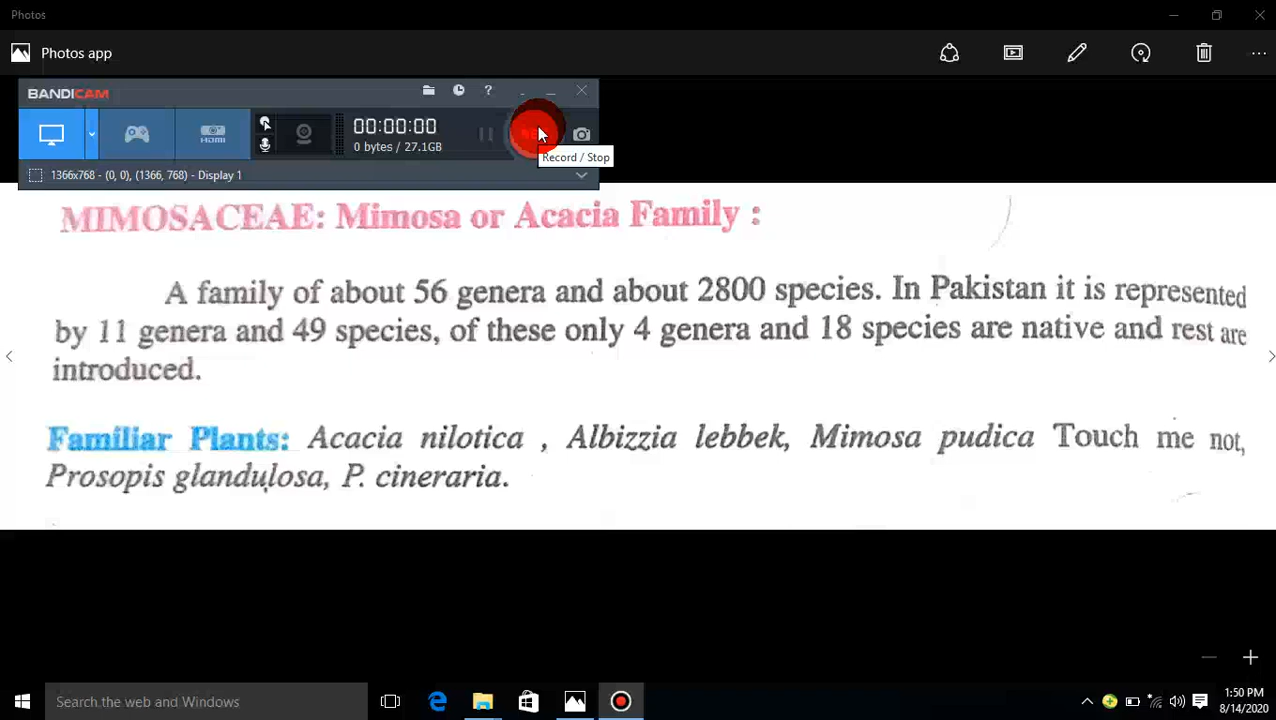 Photos
Photos app
BANDICAM
?
HDMI
00:00:00
0 bytes / 27.1GB
Record / Stop
1366x768 - (0, 0), (1366, 768) - Display 1
MIMOSACEAE: Mimosa or Acacia Family :
A family of about 56 genera and about 2800 species. In Pakistan it is represented
by 11 genera and 49 species, of these only 4 genera and 18 species are native and rest are
introduced.
Familiar Plants: Acacia nilotica , Albizzia lebbek, Mimosa pudica Touch me not,
Prosopis glandulosa, P. cineraria.
Search the web and Windows
1:50 PM
8/14/2020